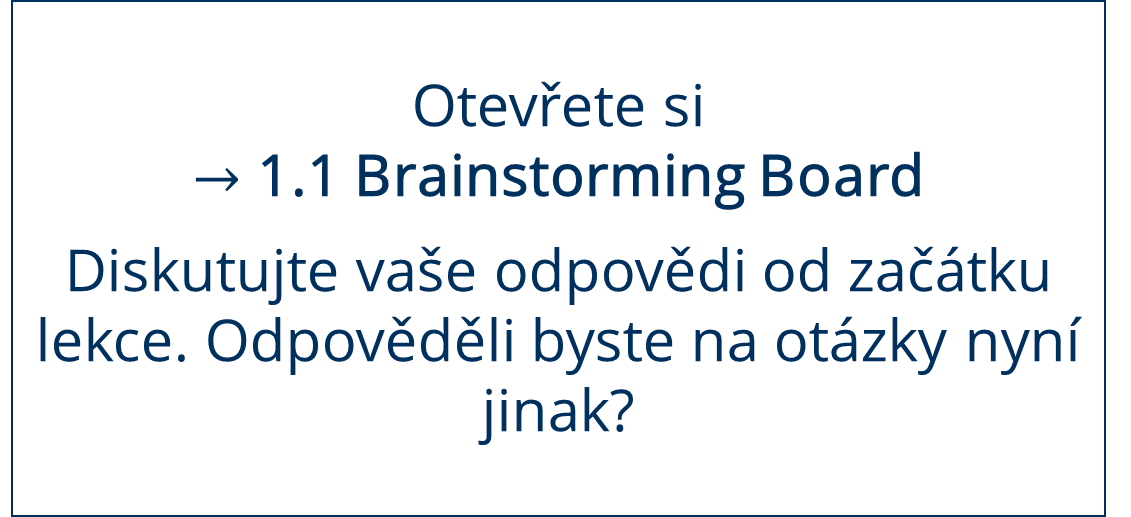 Otevřete si
→ 1.1 Brainstorming Board
Diskutujte vaše odpovědi od začátku
lekce. Odpověděli byste na otázky nyní
jinak?